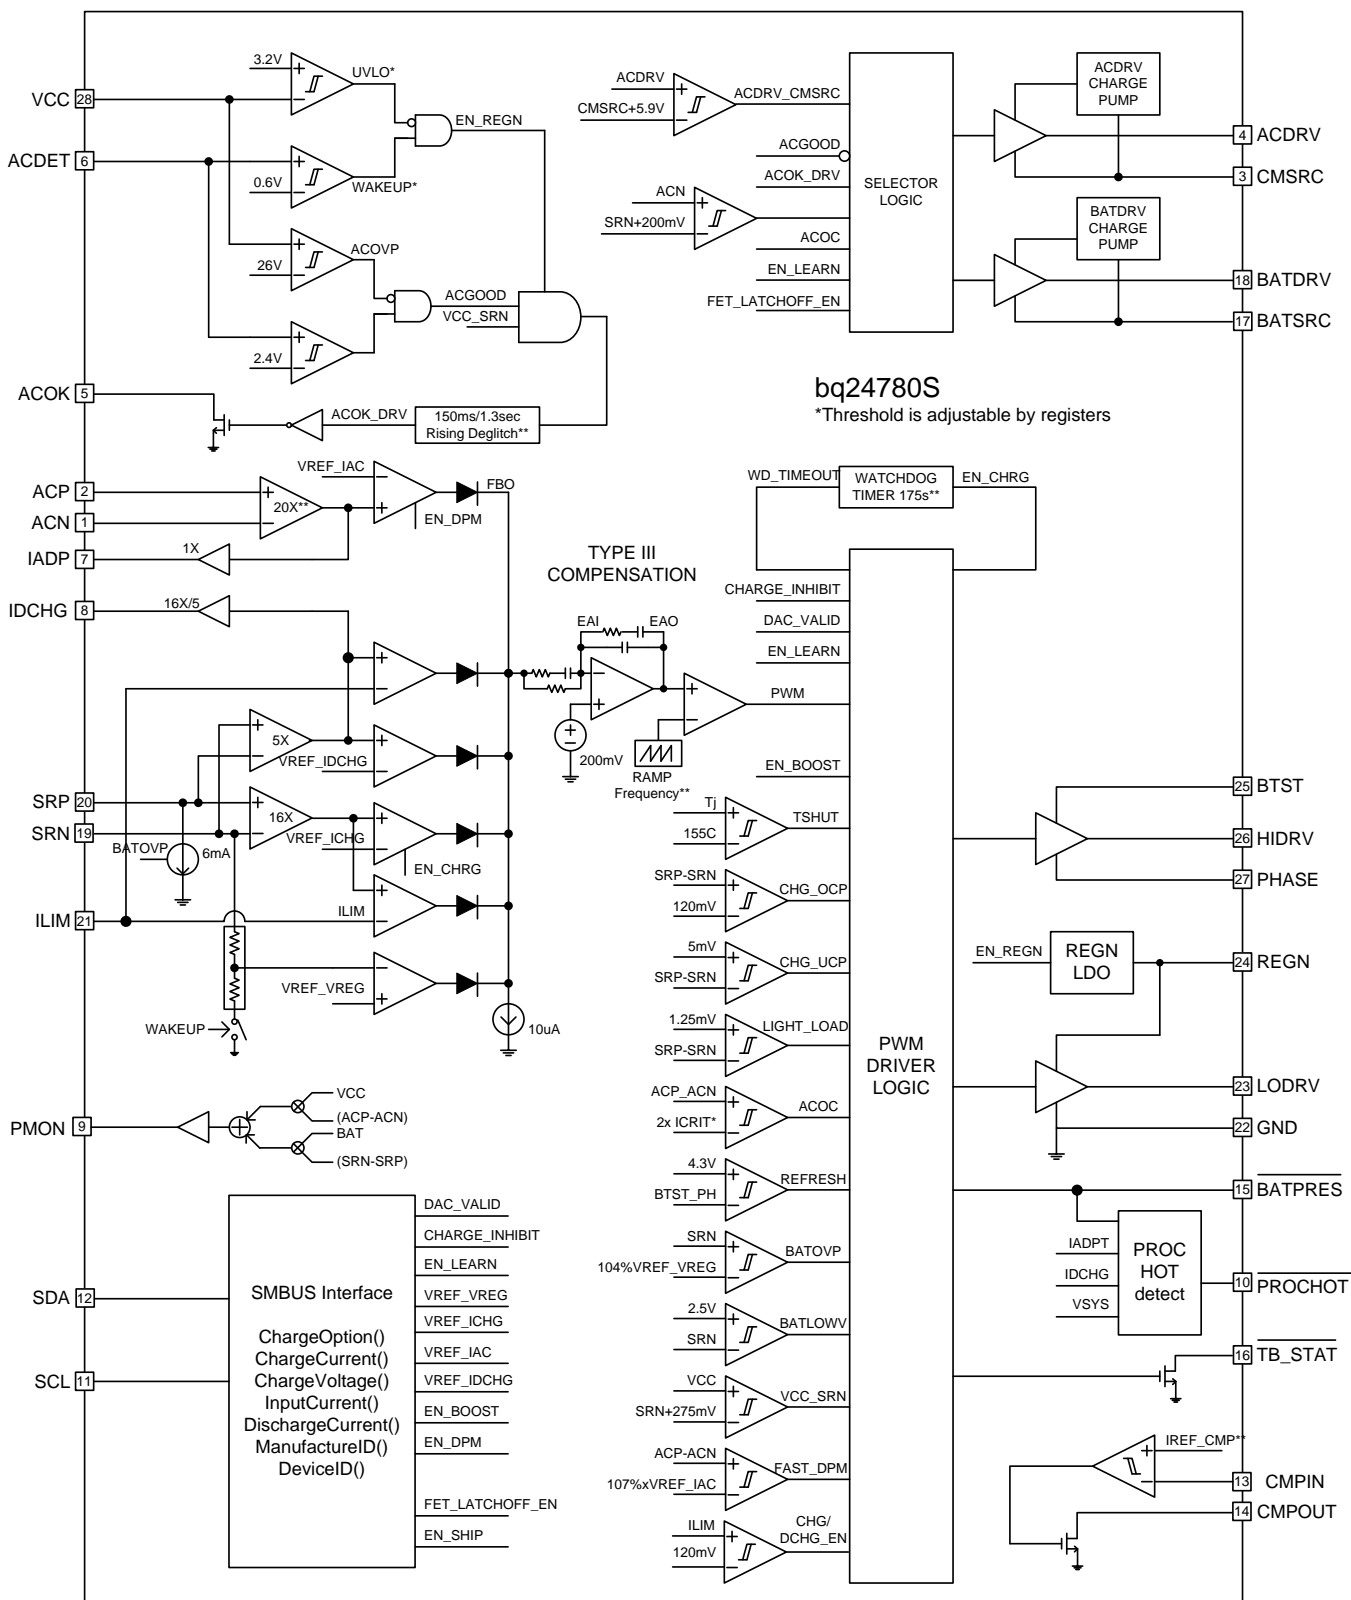 3.2V
+
UVLO*
VCC
28
−
EN_REGN
ACDET
6
+
0.6V
−
WAKEUP*
+
ACOVP
26V
−
ACGOOD
VCC_SRN
+
2.4V
−
ACOK
5
ACOK_DRV
150ms/1.3sec
Rising Deglitch**
ACDRV
+
ACDRV_CMSRC
CMSRC+5.9V
−
ACGOOD
ACOK_DRV
ACN
+
SRN+200mV
−
ACOC
EN_LEARN
FET_LATCHOFF_EN
SELECTOR
LOGIC
ACDRV
CHARGE
PUMP
4
ACDRV
3
CMSRC
BATDRV
CHARGE
PUMP
18
BATDRV
17
BATSRC
bq24780S
*Threshold is adjustable by registers
VREF_IAC
−
FBO
ACP
2
+
20X**
+
ACN
1
−
EN_DPM
IADP
7
1X
IDCHG
8
16X/5
+
−
+
5X
−
+
VREF_IDCHG
−
SRP
20
+
16X
+
SRN
19
−
VREF_ICHG
−
BATOVP
6mA
EN_CHRG
+
ILIM
21
ILIM
−
−
VREF_VREG
+
WAKEUP
10uA
TYPE III
COMPENSATION
EAI
EAO
−
+
+
−
+
−
200mV
RAMP
Frequency**
PWM
WD_TIMEOUT
WATCHDOG
TIMER 175s**
EN_CHRG
CHARGE_INHIBIT
DAC_VALID
EN_LEARN
EN_BOOST
Tj
+
TSHUT
155C
−
SRP-SRN
+
CHG_OCP
120mV
−
5mV
+
CHG_UCP
SRP-SRN
−
1.25mV
+
LIGHT_LOAD
SRP-SRN
−
ACP_ACN
+
ACOC
2x ICRIT*
−
4.3V
+
REFRESH
BTST_PH
−
SRN
+
BATOVP
104%VREF_VREG
−
2.5V
+
BATLOWV
SRN
−
VCC
+
VCC_SRN
SRN+275mV
−
ACP-ACN
+
FAST_DPM
107%xVREF_IAC
−
ILIM
+
CHG/
DCHG_EN
120mV
−
PWM
DRIVER
LOGIC
25
BTST
26
HIDRV
27
PHASE
EN_REGN
REGN
LDO
24
REGN
23
LODRV
22
GND
15
BATPRES
IADPT
IDCHG
VSYS
PROC
HOT
detect
10
PROCHOT
16
TB_STAT
IREF_CMP**
+
−
13
CMPIN
14
CMPOUT
PMON
9
VCC
(ACP-ACN)
BAT
(SRN-SRP)
SDA
12
SCL
11
SMBUS Interface
ChargeOption()
ChargeCurrent()
ChargeVoltage()
InputCurrent()
DischargeCurrent()
ManufactureID()
DeviceID()
DAC_VALID
CHARGE_INHIBIT
EN_LEARN
VREF_VREG
VREF_ICHG
VREF_IAC
VREF_IDCHG
EN_BOOST
EN_DPM
FET_LATCHOFF_EN
EN_SHIP